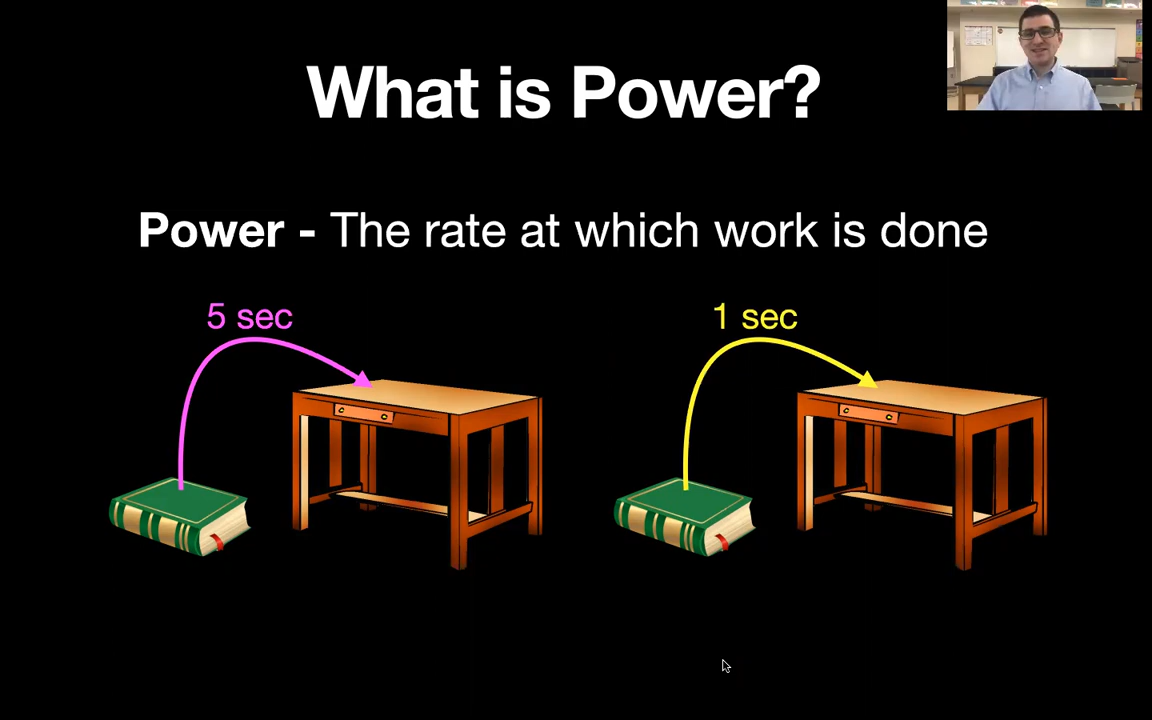 What is Power?
Power - The rate at which work is done
5 sec
1 sec